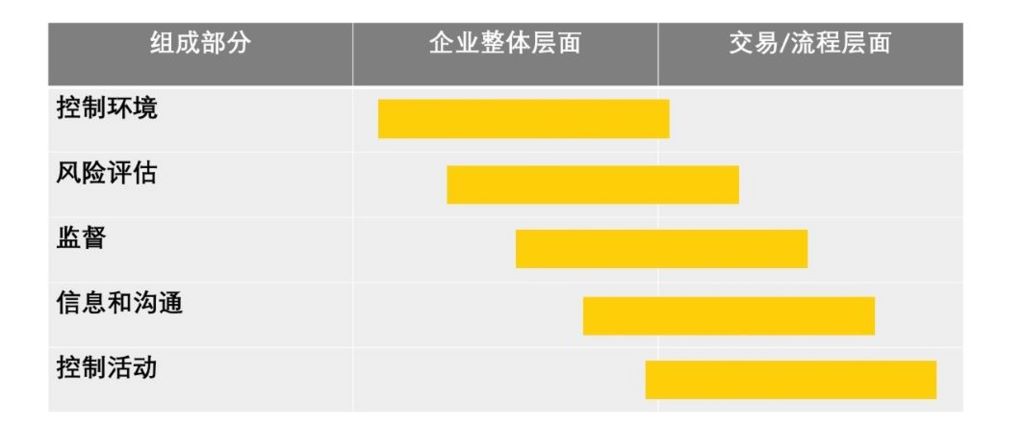 组成部分 企业整体层面 交易/流程层面
控制环境
风险评估
监督
信息和沟通
控制活动